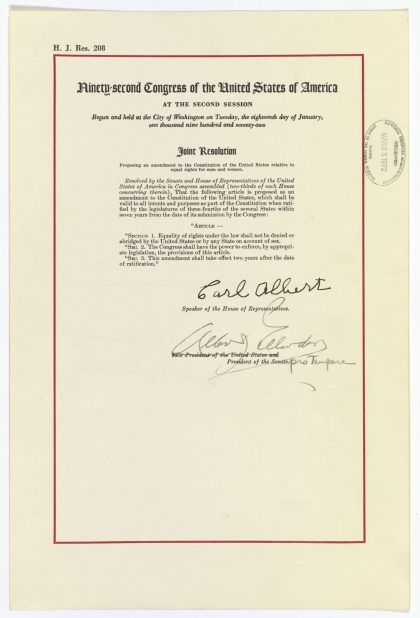 H. J. Res. 208
Ninety-second Congress of the United States of America
AT THE SECOND SESSION
Begun and held at the City of Washington on Tuesday, the eighteenth day of January,
one thousand nine hundred and seventy-two
Joint Resolution
Proposing an amendment to the Constitution of the United States relative to
equal rights for men and women.
Resolved by the Senate and House of Representatives of the United
States of America in Congress assembled (two-thirds of each House
concurring therein), That the following article is proposed as an
amendment to the Constitution of the United States, which shall be
valid to all intents and purposes as part of the Constitution when rati-
fied by the legislatures of three-fourths of the several States within
seven years from the date of its submission by the Congress:
"ARTICLE —
"SECTION 1. Equality of rights under the law shall not be denied or
abridged by the United States or by any State on account of sex.
"SEC. 2. The Congress shall have the power to enforce, by appropri-
ate legislation, the provisions of this article.
"SEC. 3. This amendment shall take effect two years after the date
of ratification."
Carl Albert
Speaker of the House of Representatives.
Allen J. Ellender
Vice President of the United States and
President of the Senate pro Tempore
RECEIVED
MAR 23 1972